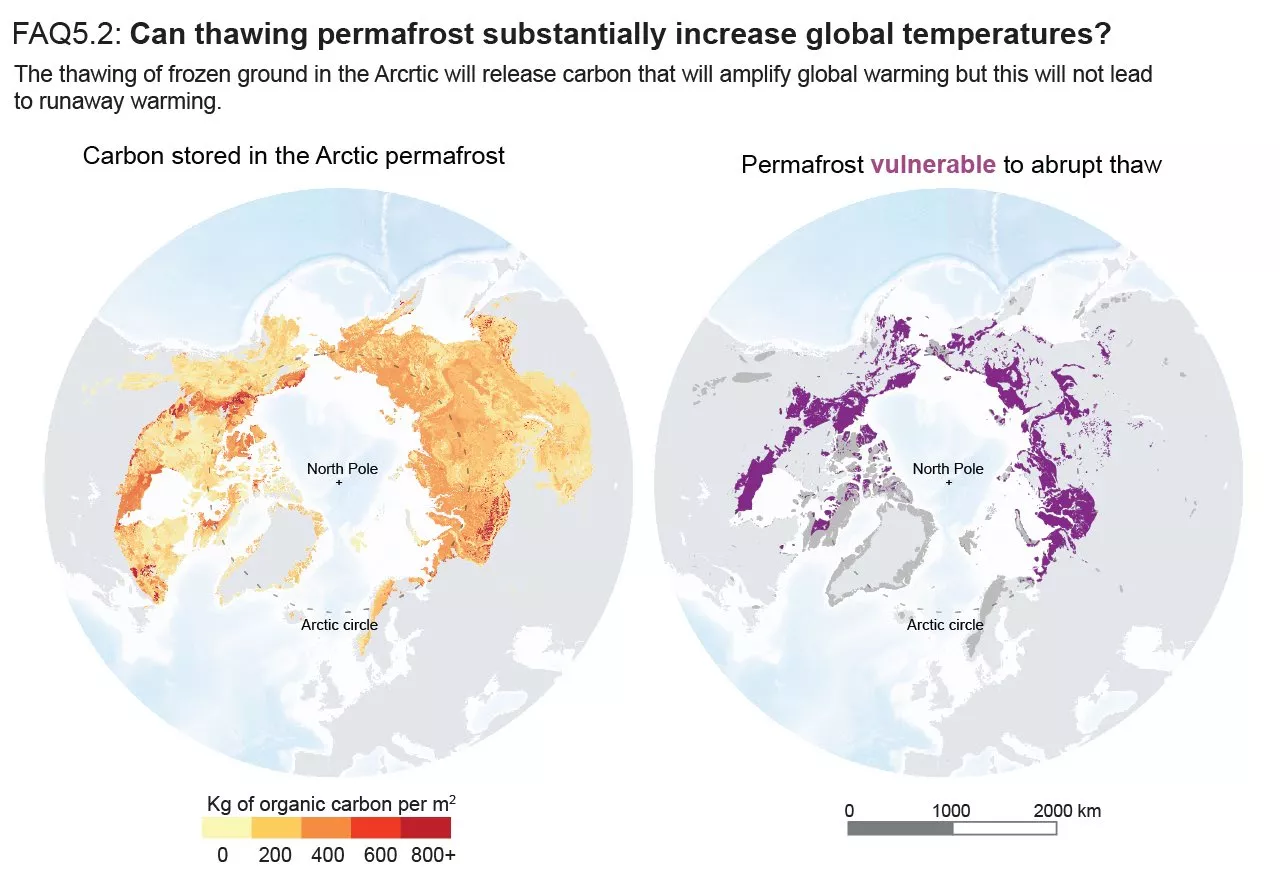 FAQ5.2: Can thawing permafrost substantially increase global temperatures?
The thawing of frozen ground in the Arcrtic will release carbon that will amplify global warming but this will not lead
to runaway warming.
Carbon stored in the Arctic permafrost
Permafrost vulnerable to abrupt thaw
North Pole
+
Arctic circle
North Pole
+
Arctic circle
Kg of organic carbon per m²
0 200 400 600 800+
0 1000 2000 km